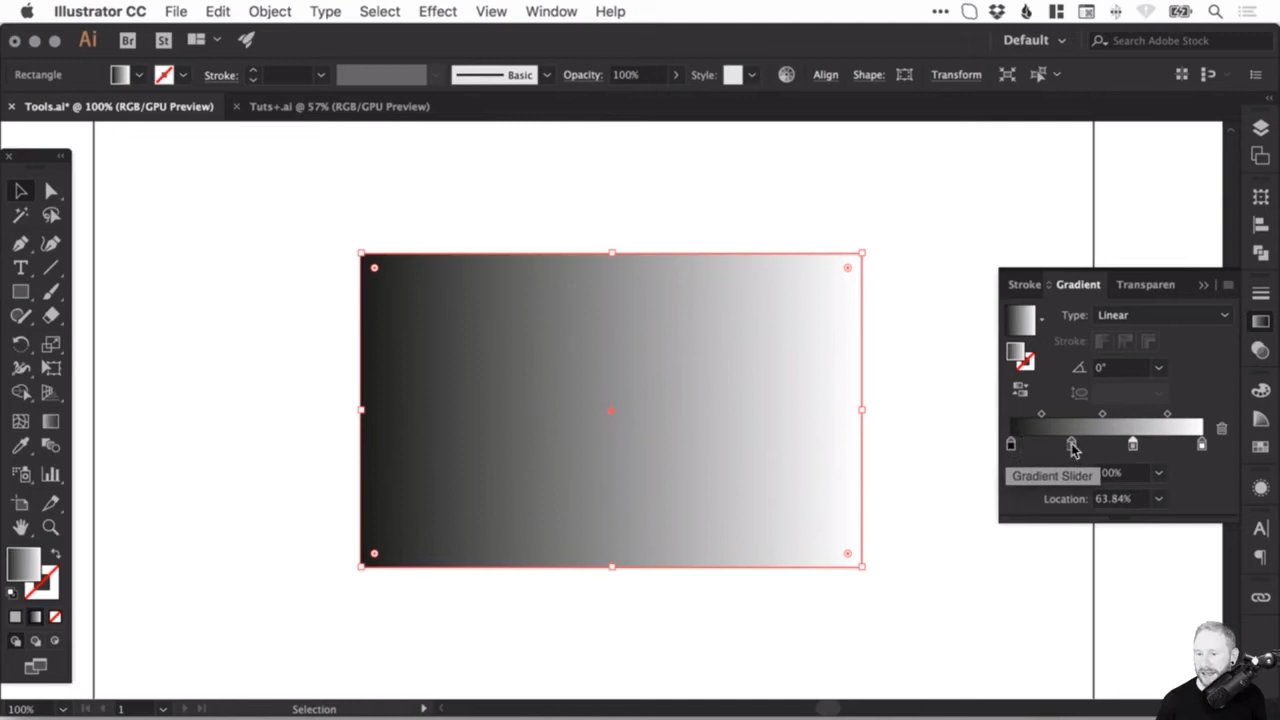 Illustrator CC File Edit Object Type Select Effect View Window Help
Ai Br St Default Search Adobe Stock
Rectangle Stroke: Basic Opacity: 100% Style: Align Shape: Transform
× Tools.ai* @ 100% (RGB/GPU Preview) × Tuts+.ai @ 57% (RGB/GPU Preview)
Stroke Gradient Transparen
Type: Linear
Stroke:
0°
Gradient Slider 00%
Location: 63.84%
100% 1 Selection